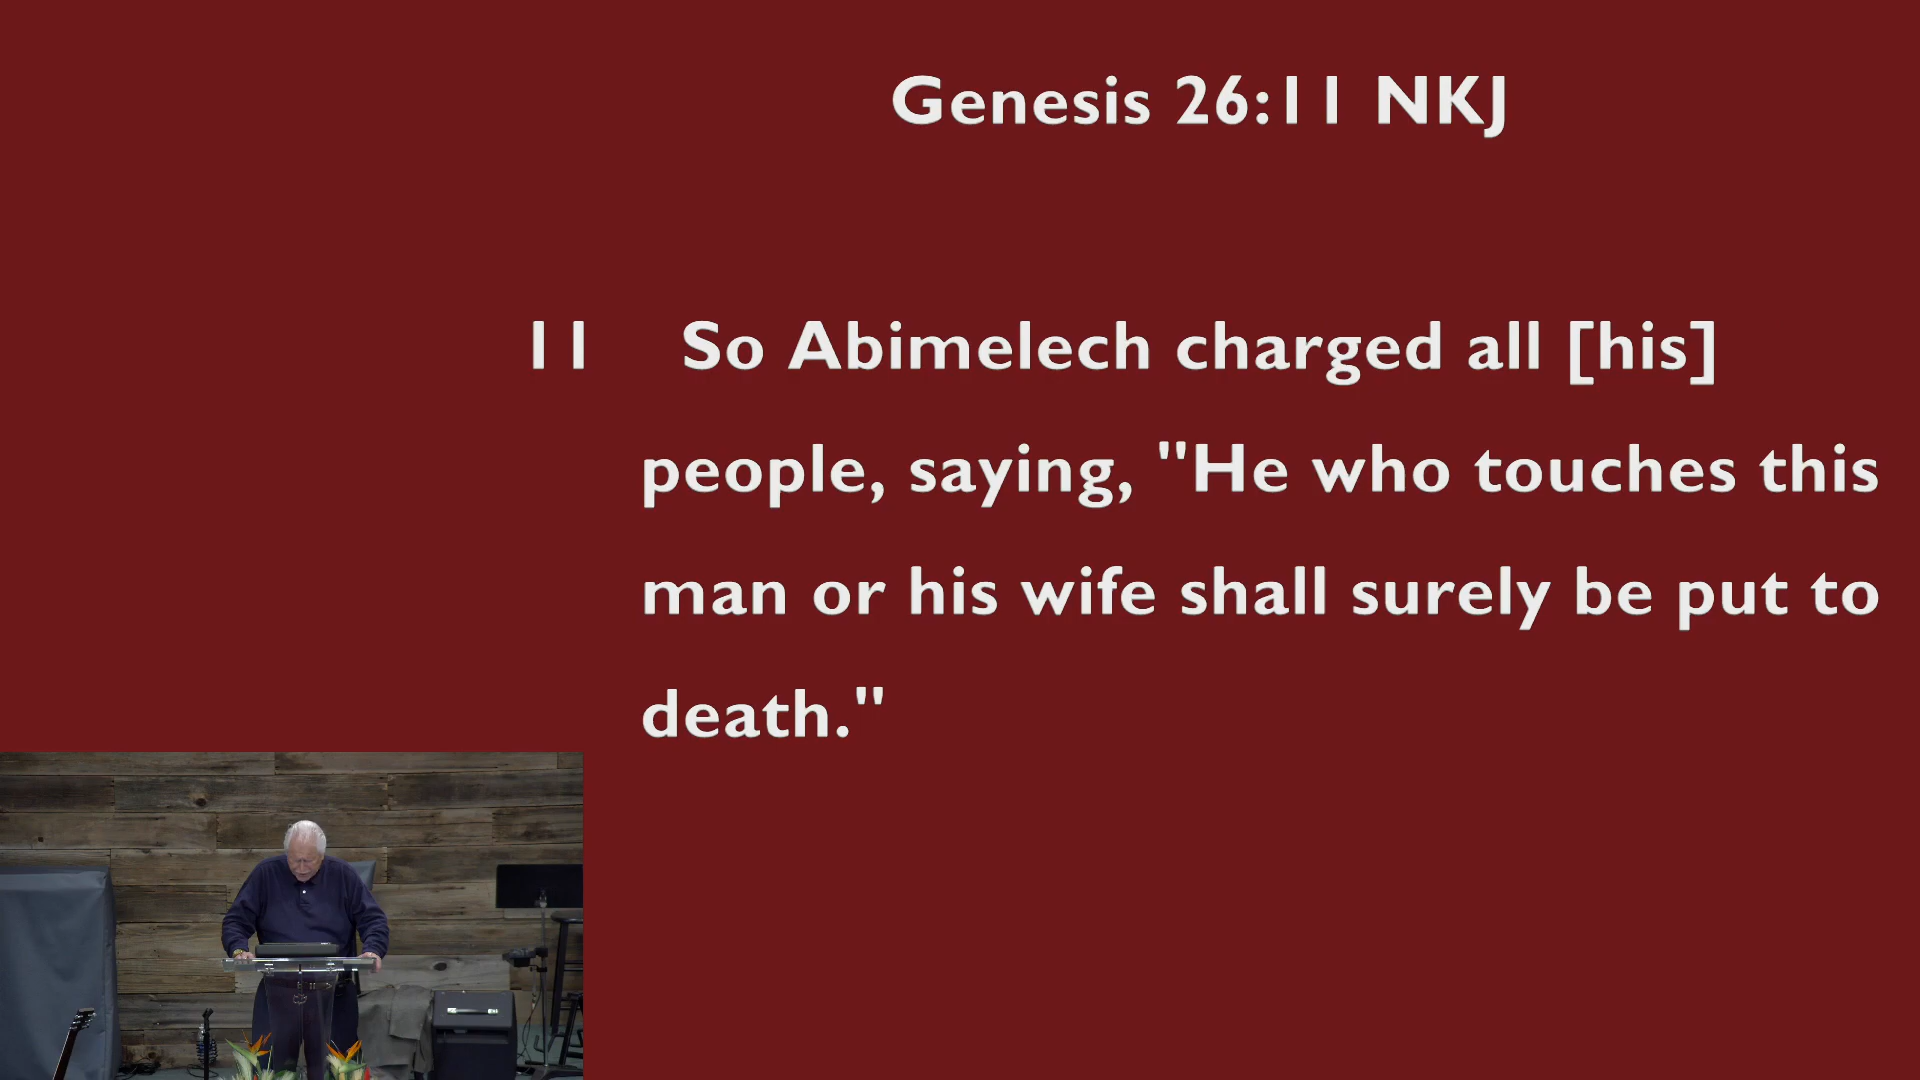 Genesis 26:11 NKJ
11 So Abimelech charged all [his]
people, saying, "He who touches this
man or his wife shall surely be put to
death."